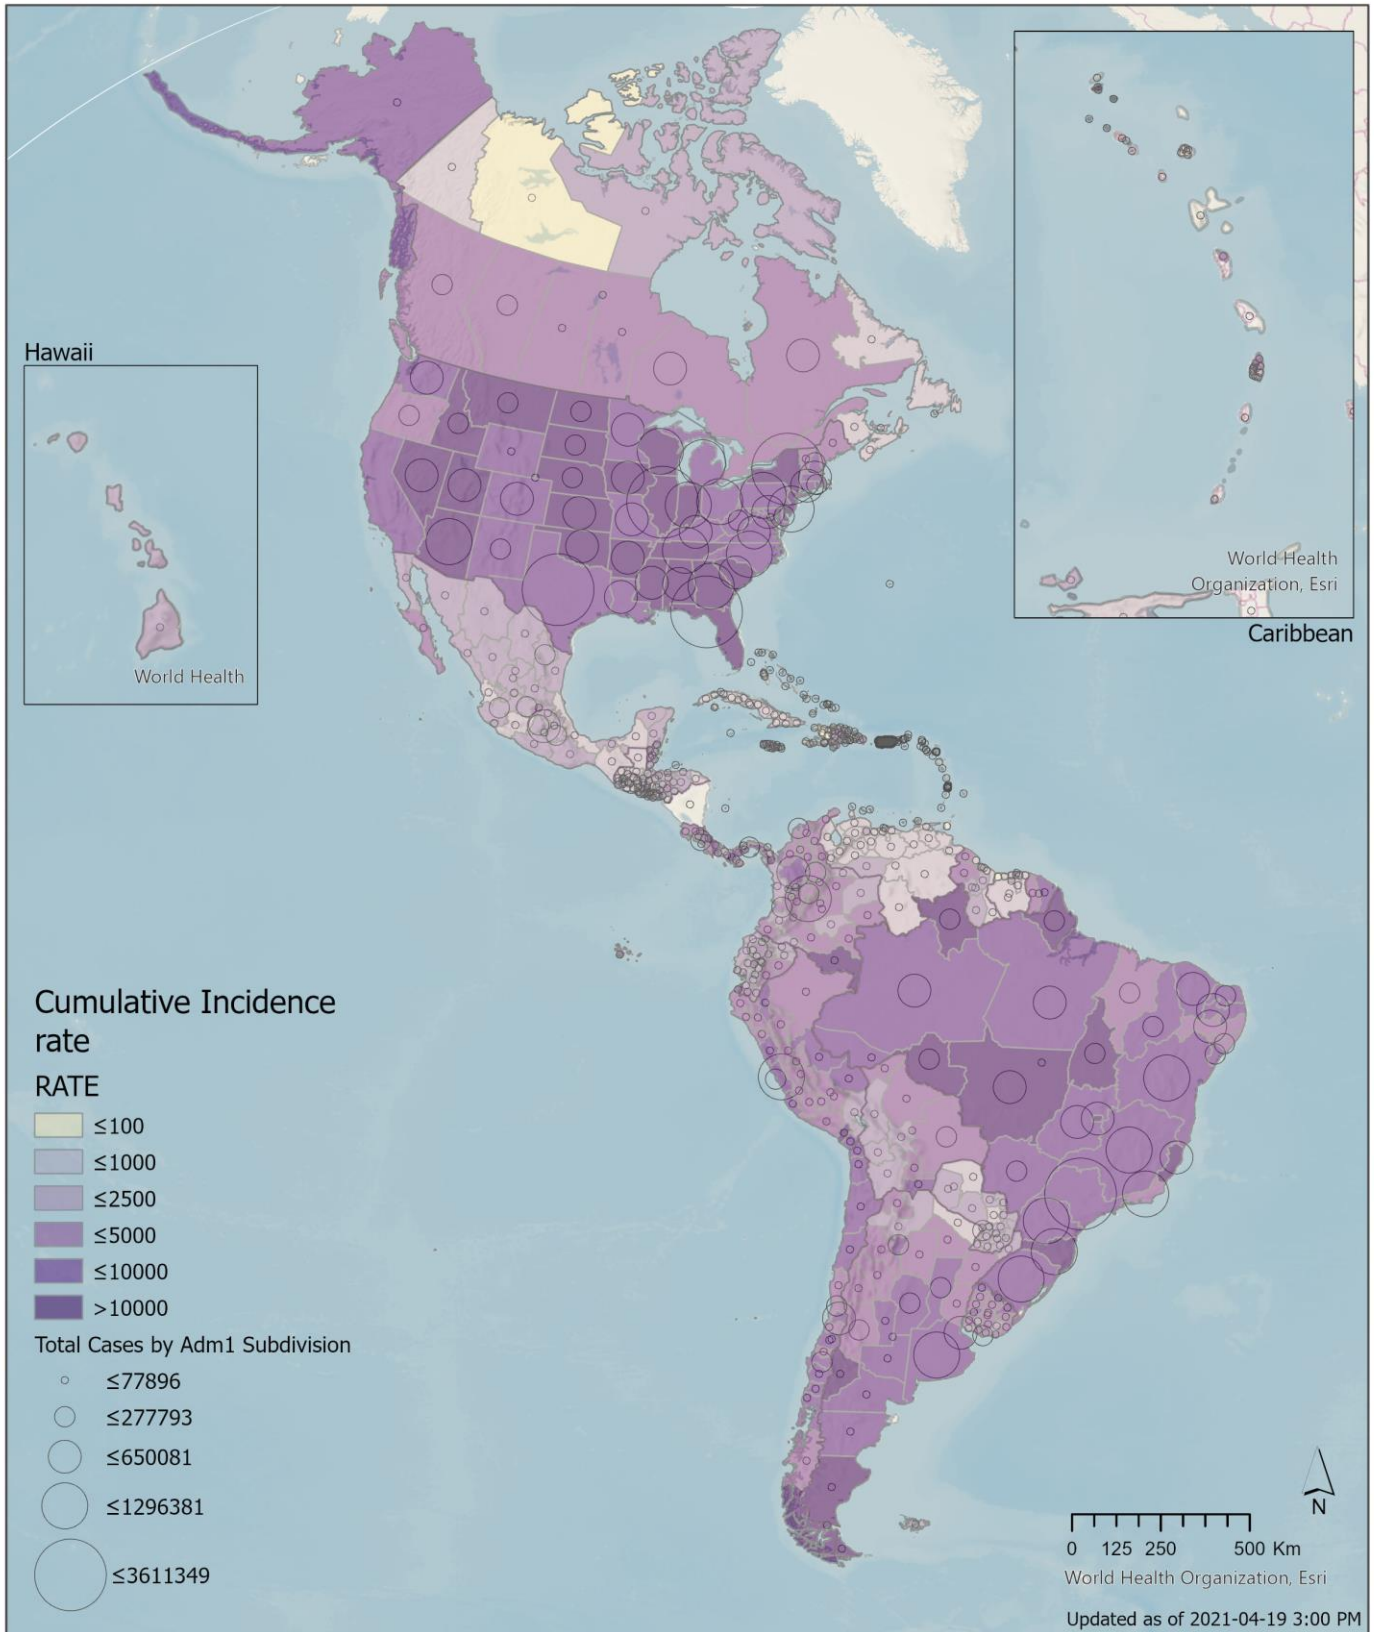 Hawaii
World Health
World Health
Organization, Esri
Caribbean
Cumulative Incidence
rate
RATE
≤100
≤1000
≤2500
≤5000
≤10000
>10000
Total Cases by Adm1 Subdivision
≤77896
≤277793
≤650081
≤1296381
≤3611349
N
0 125 250 500 Km
World Health Organization, Esri
Updated as of 2021-04-19 3:00 PM